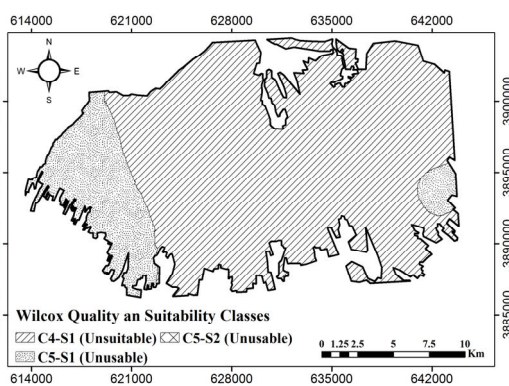 614000 621000 628000 635000 642000
N
W E
S
3900000
3895000
3890000
3885000
Wilcox Quality an Suitability Classes
C4-S1 (Unsuitable) C5-S2 (Unusable)
C5-S1 (Unusable)
0 1.25 2.5 5 7.5 10
Km
614000 621000 628000 635000 642000